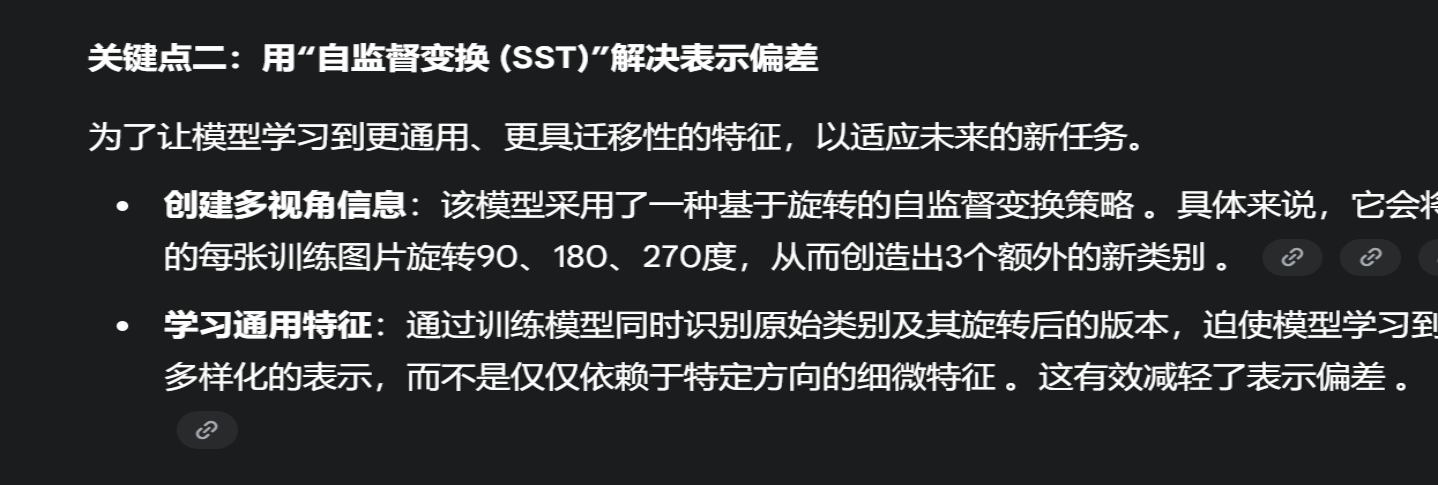 关键点二：用“自监督变换 (SST)”解决表示偏差
为了让模型学习到更通用、更具迁移性的特征，以适应未来的新任务。
• 创建多视角信息：该模型采用了一种基于旋转的自监督变换策略 。具体来说，它会将
的每张训练图片旋转90、180、270度，从而创造出3个额外的新类别 。
• 学习通用特征：通过训练模型同时识别原始类别及其旋转后的版本，迫使模型学习到
多样化的表示，而不是仅仅依赖于特定方向的细微特征 。这有效减轻了表示偏差 。